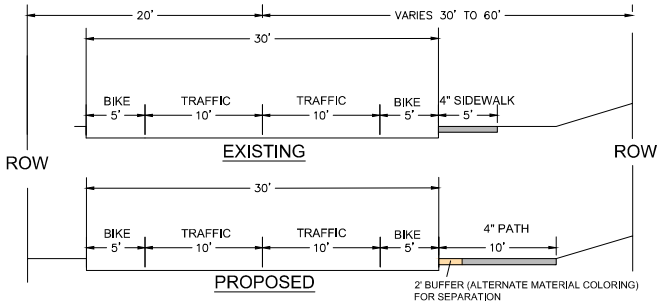 20' VARIES 30' TO 60'
30'
BIKE TRAFFIC TRAFFIC BIKE 4" SIDEWALK
5' 10' 10' 5' 5'
EXISTING
ROW ROW
30'
BIKE TRAFFIC TRAFFIC BIKE 4" PATH
5' 10' 10' 5' 10'
PROPOSED
2' BUFFER (ALTERNATE MATERIAL COLORING)
FOR SEPARATION